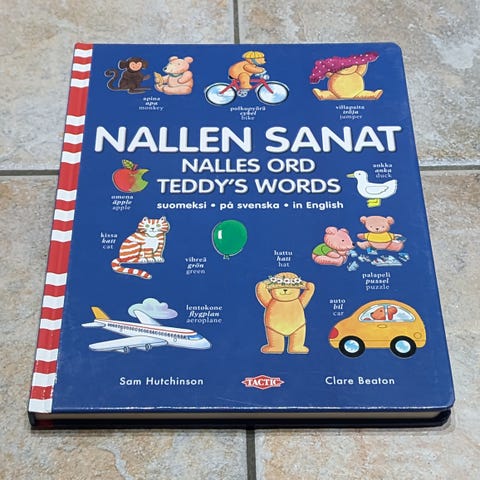 apina
apa
monkey
polkupyörä
cykel
bike
villapaita
tröja
jumper
NALLEN SANAT
NALLES ORD
TEDDY'S WORDS
suomeksi • på svenska • in English
omena
äpple
apple
ankka
anka
duck
kissa
katt
cat
vihreä
grön
green
hattu
hatt
hat
palapeli
pussel
puzzle
lentokone
flygplan
aeroplane
auto
bil
car
Sam Hutchinson
TACTIC
Clare Beaton